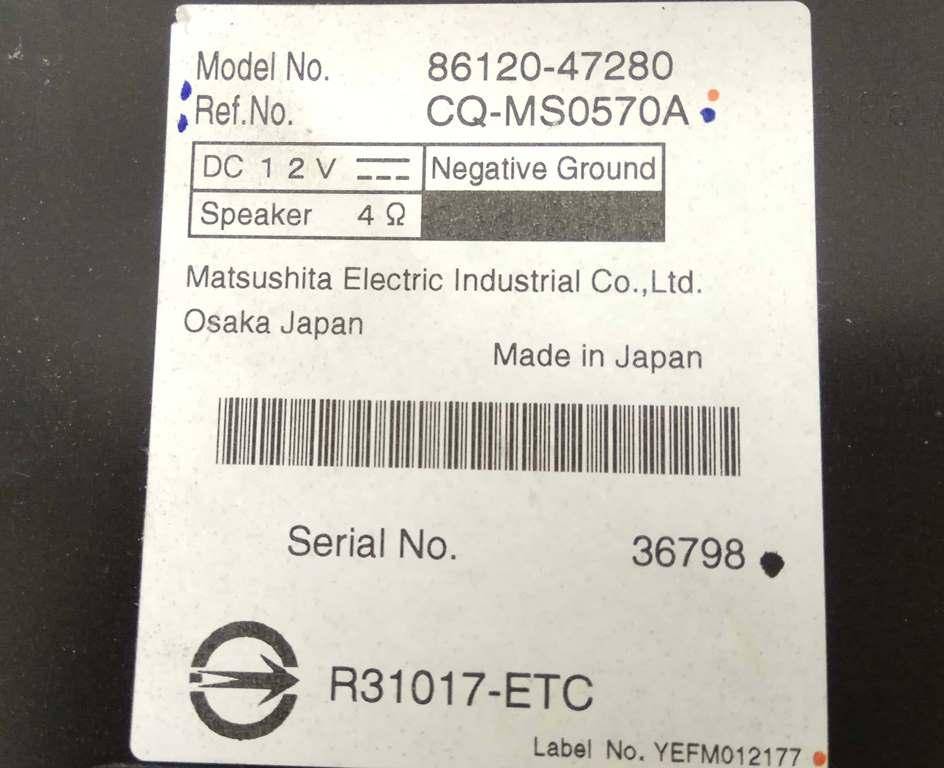 Model No. 86120-47280
Ref.No. CQ-MS0570A
DC 12V Negative Ground
Speaker 4Ω
Matsushita Electric Industrial Co.,Ltd.
Osaka Japan
Made in Japan
Serial No. 36798
R31017-ETC
Label No. YEFM012177